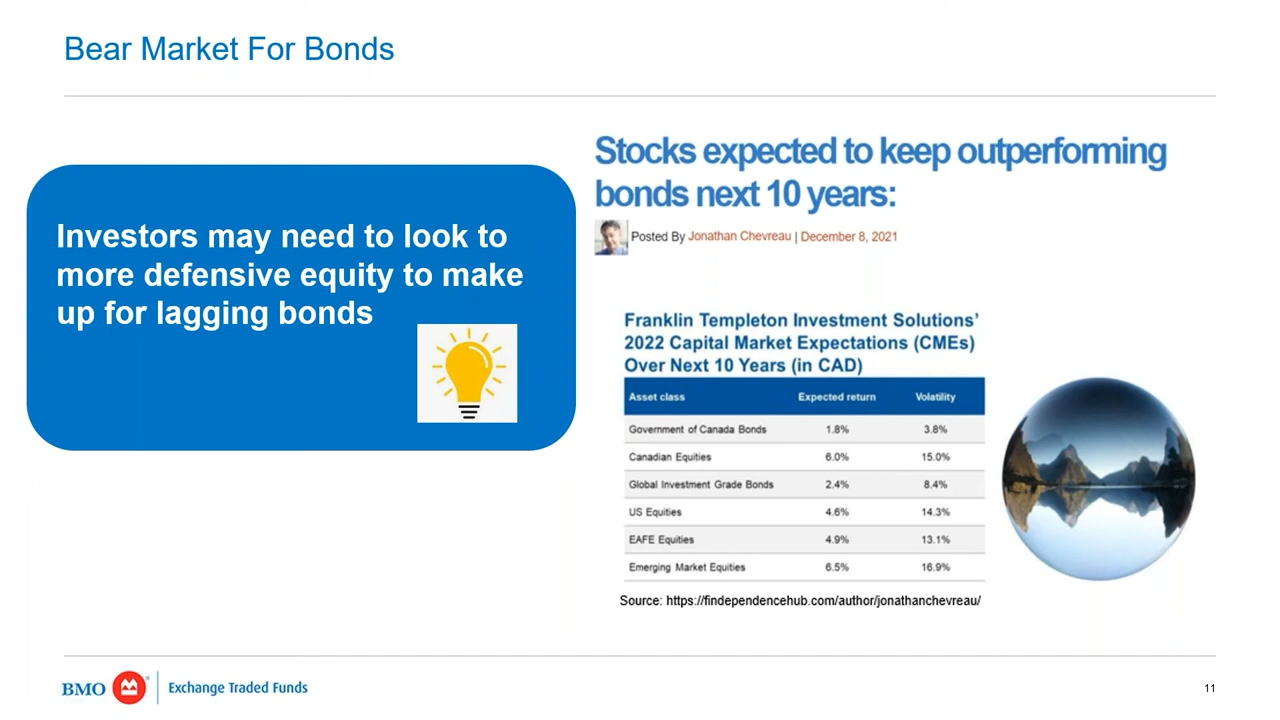 Bear Market For Bonds
Investors may need to look to
more defensive equity to make
up for lagging bonds
Stocks expected to keep outperforming
bonds next 10 years:
Posted By Jonathan Chevreau | December 8, 2021
Franklin Templeton Investment Solutions’
2022 Capital Market Expectations (CMEs)
Over Next 10 Years (in CAD)
Asset class Expected return Volatility
Government of Canada Bonds 1.8% 3.8%
Canadian Equities 6.0% 15.0%
Global Investment Grade Bonds 2.4% 8.4%
US Equities 4.6% 14.3%
EAFE Equities 4.9% 13.1%
Emerging Market Equities 6.5% 16.9%
Source: https://findependencehub.com/author/jonathanchevreau/
BMO Exchange Traded Funds
11